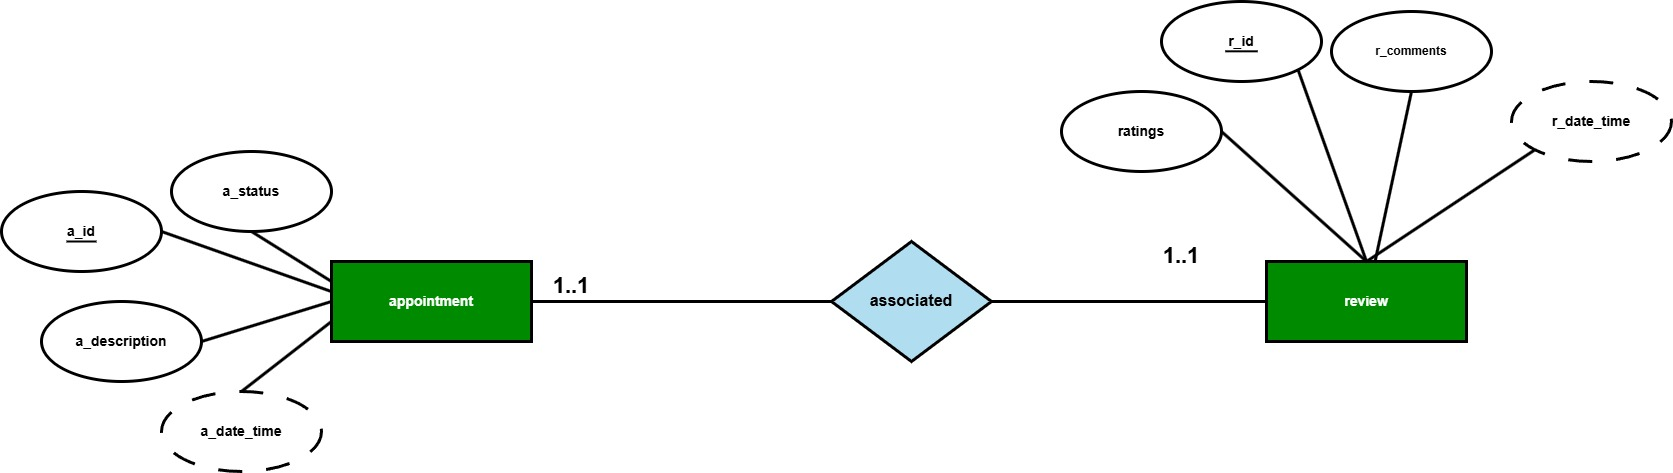 r_id
r_comments
ratings
r_date_time
a_status
a_id
1..1
1..1
appointment
associated
review
a_description
a_date_time